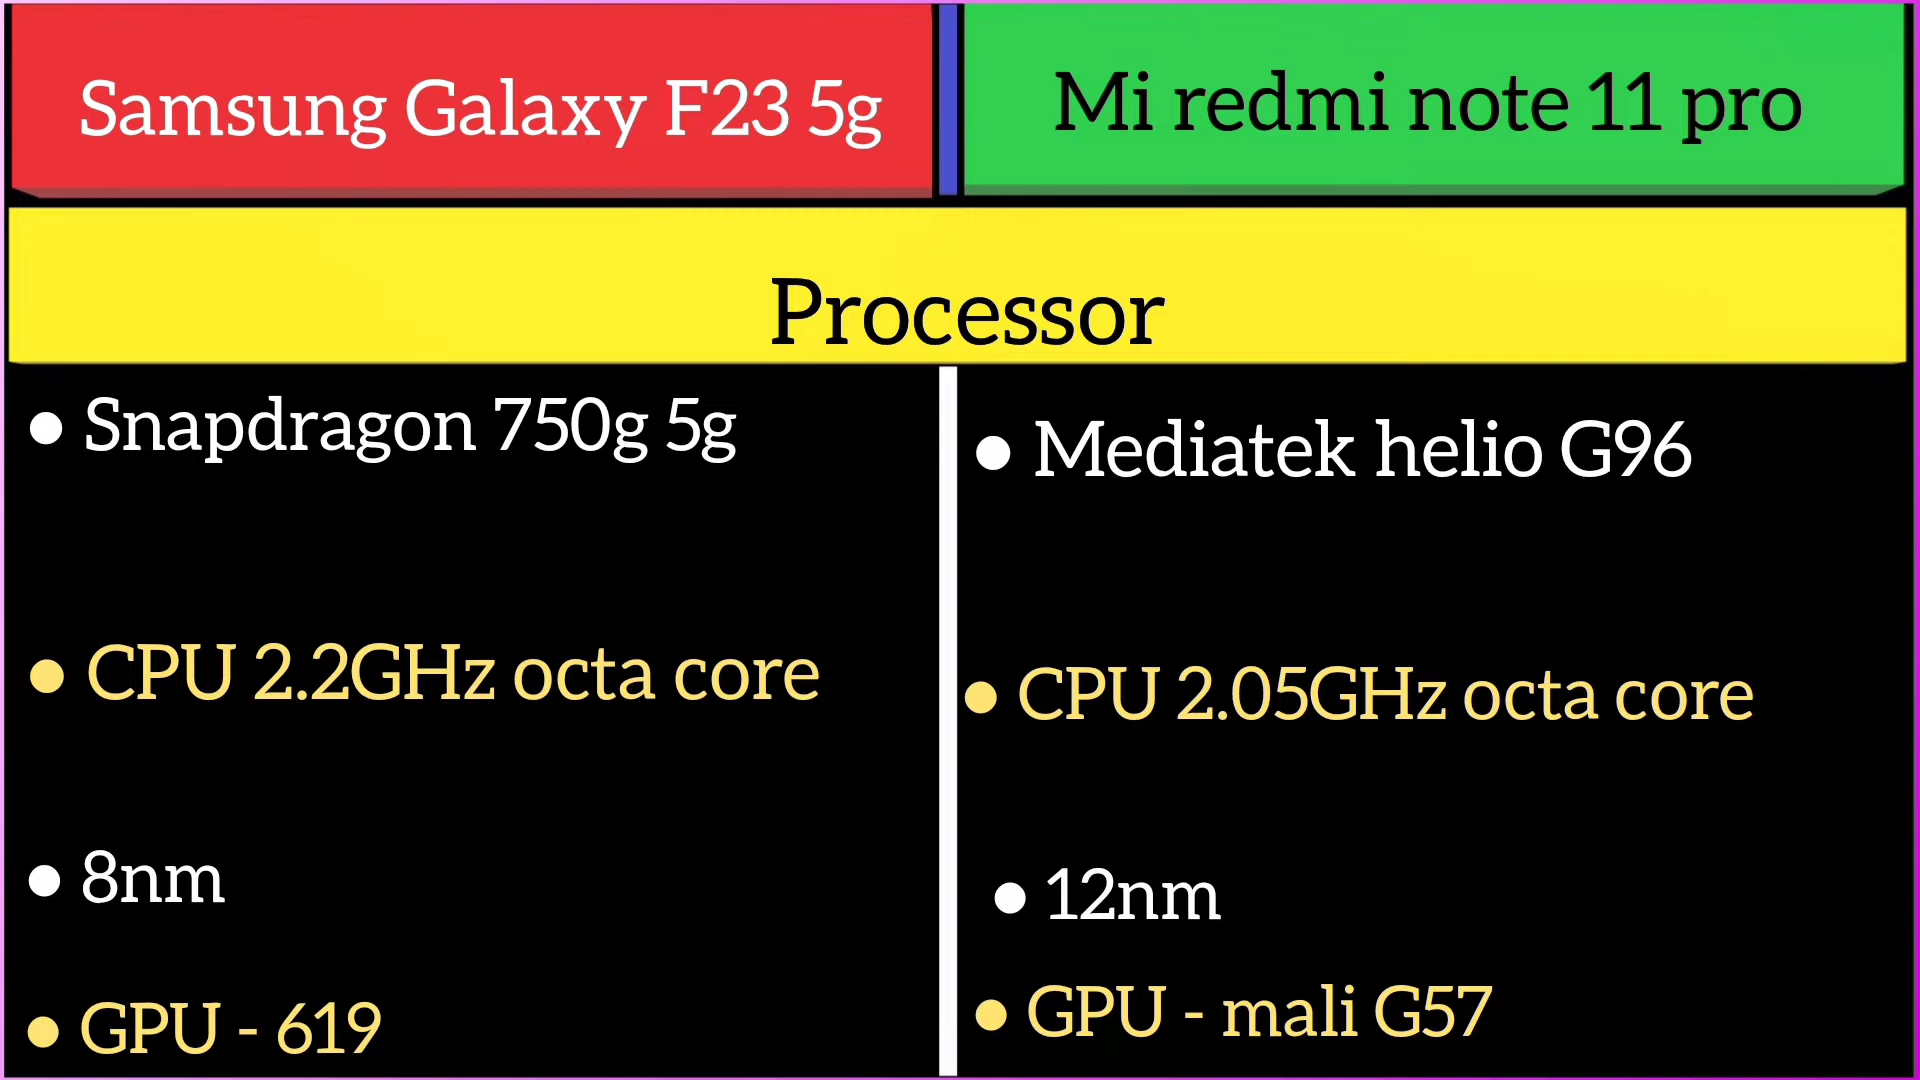 Samsung Galaxy F23 5g
Mi redmi note 11 pro
Processor
● Snapdragon 750g 5g
● CPU 2.2GHz octa core
● 8nm
● GPU - 619
● Mediatek helio G96
● CPU 2.05GHz octa core
● 12nm
● GPU - mali G57